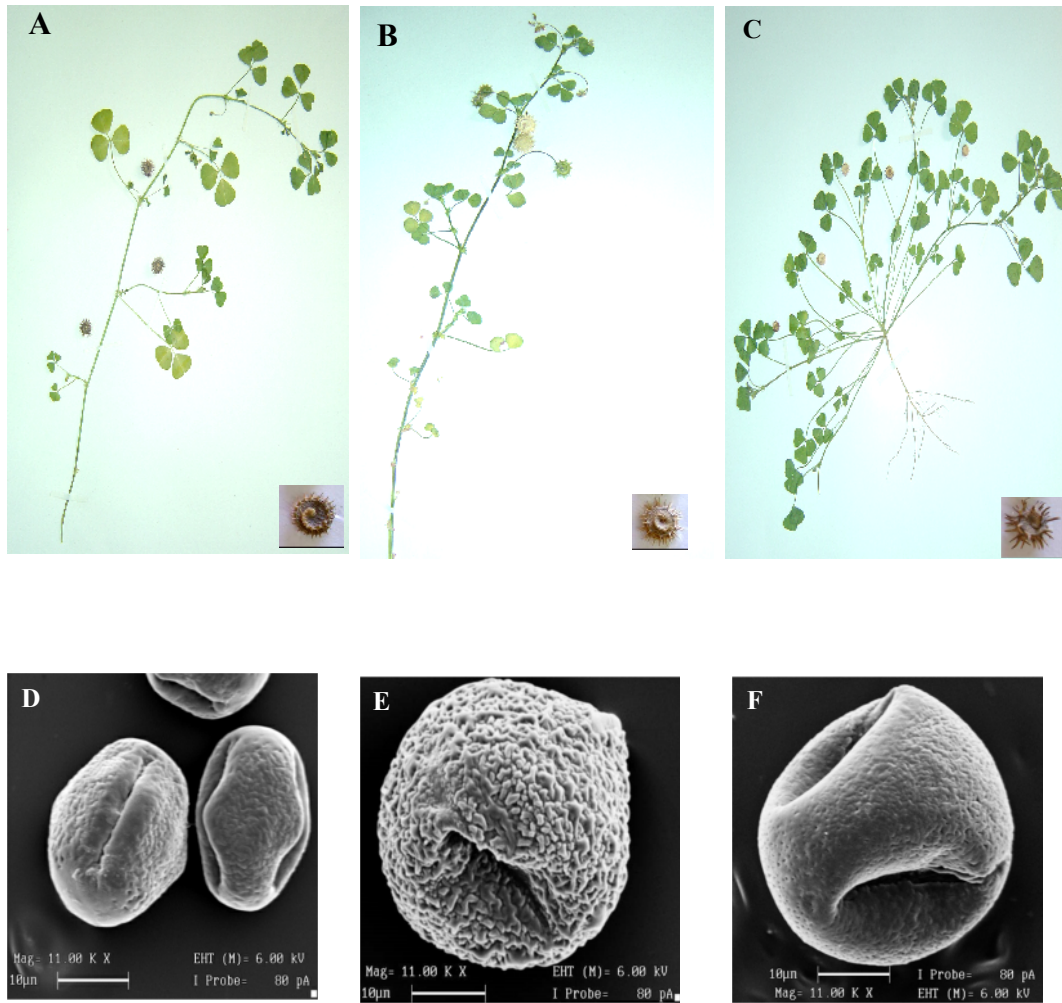 A
B
C
D
Mag= 11.00 K X EHT (M)= 6.00 kV
10µm I Probe= 80 pA
E
Mag= 11.00 K X EHT (M)= 6.00 kV
10µm I Probe= 80 pA
F
Mag= 11.00 K X
10µm I Probe= 80 pA
EHT (M)= 6.00 kV